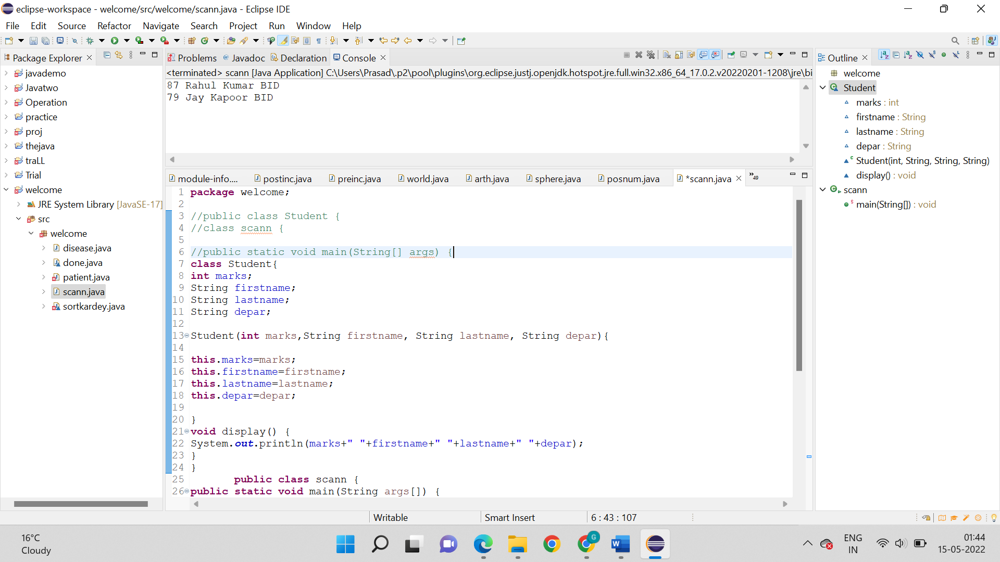 eclipse-workspace - welcome/src/welcome/scann.java - Eclipse IDE
File Edit Source Refactor Navigate Search Project Run Window Help
Package Explorer
javademo
Javatwo
Operation
practice
proj
thejava
traLL
Trial
welcome
JRE System Library [JavaSE-17]
src
welcome
disease.java
done.java
patient.java
scann.java
sortkardey.java
Problems @ Javadoc Declaration Console
<terminated> scann [Java Application] C:\Users\Prasad\.p2\pool\plugins\org.eclipse.justj.openjdk.hotspot.jre.full.win32.x86_64_17.0.2.v20220201-1208\jre\bi
87 Rahul Kumar BID
79 Jay Kapoor BID
module-info.... postinc.java preinc.java world.java arth.java sphere.java posnum.java *scann.java »49
1 package welcome;
2
3 //public class Student {
4 //class scann {
5
6 //public static void main(String[] args) {
7 class Student{
8 int marks;
9 String firstname;
10 String lastname;
11 String depar;
12
13 Student(int marks,String firstname, String lastname, String depar){
14
15 this.marks=marks;
16 this.firstname=firstname;
17 this.lastname=lastname;
18 this.depar=depar;
19
20 }
21 void display() {
22 System.out.println(marks+" "+firstname+" "+lastname+" "+depar);
23 }
24 }
25 public class scann {
26 public static void main(String args[]) {
Outline
welcome
Student
marks : int
firstname : String
lastname : String
depar : String
Student(int, String, String, String)
display() : void
scann
main(String[]) : void
Writable Smart Insert 6 : 43 : 107
16°C
Cloudy
ENG
IN
01:44
15-05-2022